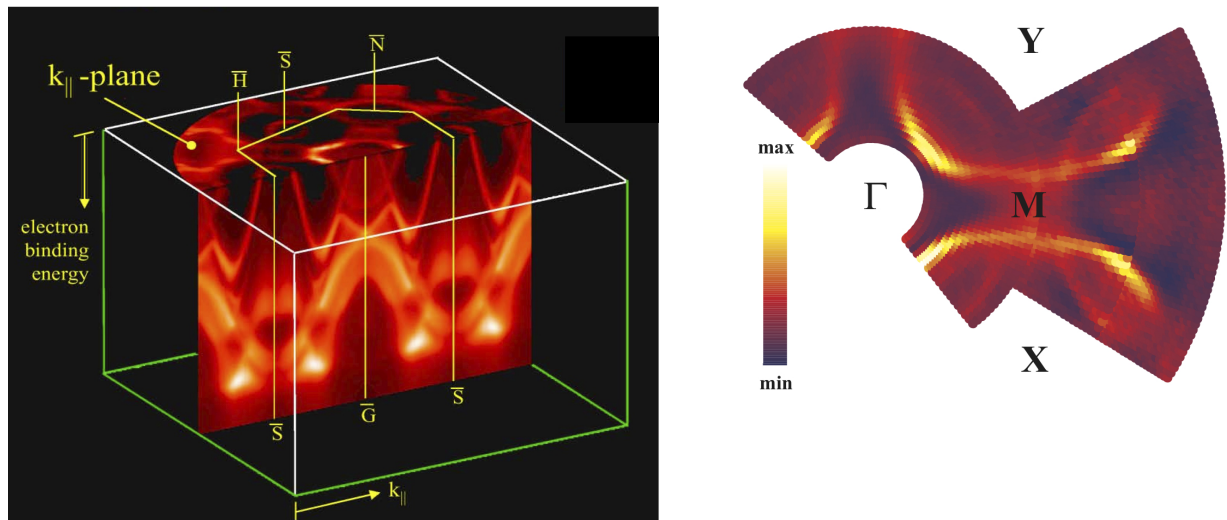 k|| -plane
H̅
S̅
N̅
electron
binding
energy
S̅
G̅
S̅
k||
Y
max
Γ
M
min
X